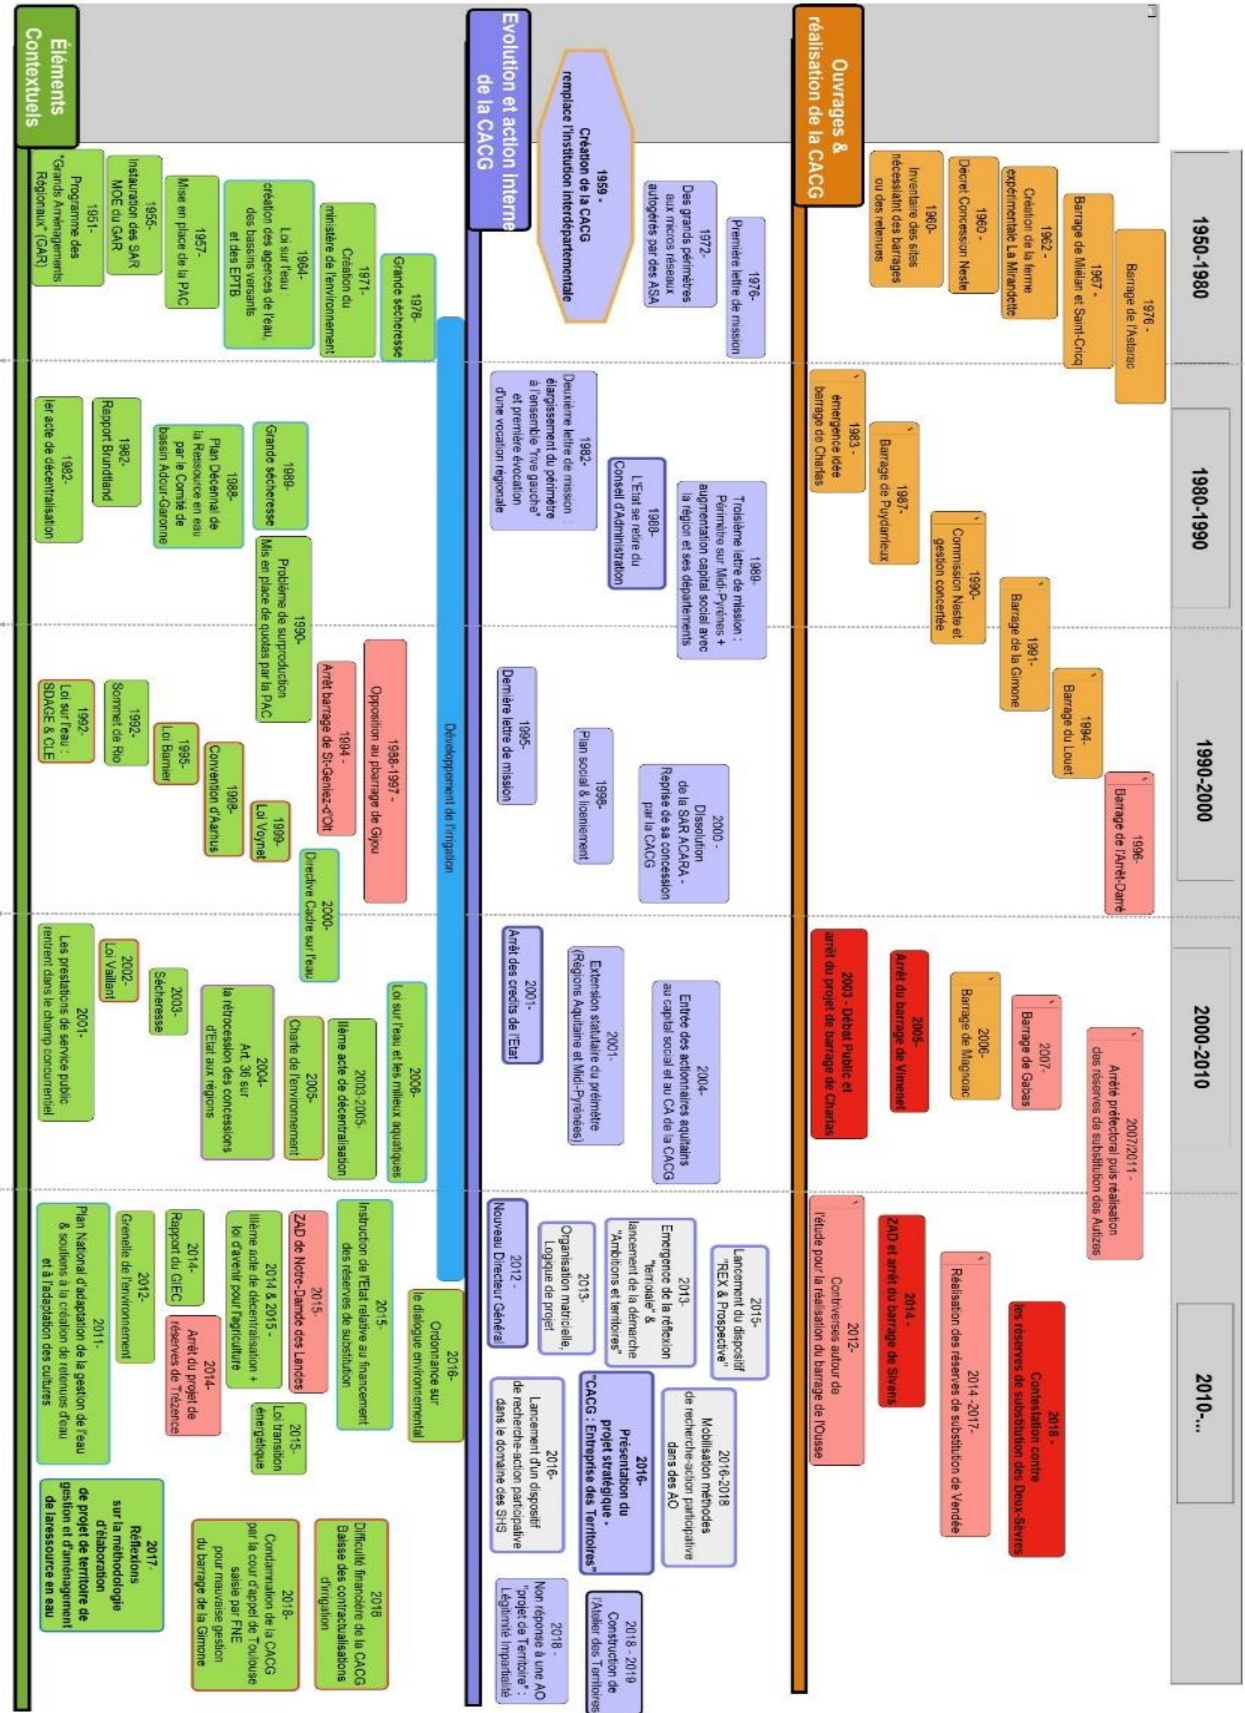 1950-1980
1980-1990
1990-2000
2000-2010
2010-...
Ouvrages &
réalisation de la CACG
1976 -
Barrage de l'Astarac
1967 -
Barrage de Miélan et Saint-Cricq
1962 -
Création de la ferme
expérimentale La Mirandette
1960 -
Décret Concession Neste
1960-
Inventaire des sites
nécessiatnt des barrages
ou des retenues
1996-
Barrage de l'Arrêt-Darré
1994-
Barrage du Louet
1991-
Barrage de la Gimone
1990-
Commission Neste et
gestion concertée
1987-
Barrage de Puydarrieux
1983 -
émergence idée
barrage de Charlas
2007/2011 -
Arrêté préfectoral puis réalisation
des réserves de substitution des Autizes
2007-
Barrage de Gabas
2006-
Barrage de Magnoac
2005-
Arrêt du barrage de Vimenet
2003 - Débat Public et
arrêt du projet de barrage de Charlas
2018 -
Contestation contre
les réserves de substitution des Deux-Sèvres
2014 -2017-
Réalisation des réserves de substitution de Vendée
2014 -
ZAD et arrêt du barrage de Sivens
2012-
Contriverses autour de
l'étude pour la réalisation du barrage de l'Ousse
Evolution et action interne
de la CACG
1976-
Première lettre de mission
1972-
Des grands périmètres
aux micros réseaux
autogérés par des ASA
1959 -
Création de la CACG
remplace l'institution interdépartementale
1989-
Troisième lettre de mission :
Périmètre sur Midi-Pyrénes +
augmentation capital social avec
la région et ses départements
1988-
L'Etat se retire du
Conseil d'Administration
1982-
Deuxième lettre de mission :
élargissement du périmètre
à l'ensemble "rive gauche"
et première évocation
d'une vocation régionale
2000 -
Dissolution
de la SAR ACARA -
Reprise de sa concession
par la CACG
1998-
Plan social & licenciement
1995-
Dernière lettre de mission
2004-
Entrée des actionnaires aquitains
au capital social et au CA de la CACG
2001-
Extension statutaire du préimètre
(Régions Aquitaine et Midi-Pyrénées)
2001-
Arrêt des credits de l'Etat
2015-
Lancement du dispositif
"REX & Prospective"
2013-
Emergence de la réflexion
"terrioiale" &
lancement de la démarche
"Ambitions et territoires"
2013-
Organisation matricielle,
Logique de projet
2012 -
Nouveau Directeur Général
2016-2018
Mobilisation méthodes
de recherche-action participative
dans des AO
2016-
Présentation du
projet stratégique -
"CACG : Entreprise des Territoires"
2016-
Lancement d'un dispositif
de recherche-action participative
dans le domaine des SHS
2018 - 2019
Construction de
l'Atelier des Territoires
2018 -
Non réponse à une AO
"projet de Territoire" :
Légitimité Impartialité
Développement de l'irrigation
Éléments
Contextuels
1976-
Grande sécheresse
1971-
Création du
ministère de l'environnement
1964-
Loi sur l'eau :
création des agences de l'eau,
des bassins versants
et des EPTB
1957-
Mise en place de la PAC
1955-
Instauration des SAR
MOE du GAR
1951-
Programme des
"Grands Aménagements
Régionaux" (GAR)
1990-
Problème de surproduction
Mis en place de quotas par la PAC
1989-
Grande sécheresse
1988-
Plan Décennal de
la Ressource en eau
par le Comité de
bassin Adour-Garonne
1982-
Rapport Brundtland
1982-
Ier acte de décentralisation
1988-1997 -
Opposition au pbarrage de Gijou
1994 -
Arrêt barrage de St-Geniez-d'Olt
2000-
Directive Cadre sur l'eau
1999-
Loi Voynet
1998-
Convention d'Aarhus
1995-
Loi Barnier
1992-
Sommet de Rio
1992-
Loi sur l'eau :
SDAGE & CLE
2006-
Loi sur l'eau et les milieux aquatiques
2003-2005-
IIème acte de décentralisation
2005-
Charte de l'environnement
2004-
Art. 36 sur
la rétrocession des concessions
d'Etat aux régions
2003-
Sécheresse
2002-
Loi Vaillant
2001-
Les prestations de service public
rentrent dans le champ concurrentiel
2016-
Ordonnance sur
le dialogue environnemental
2015-
Instruction de l'Etat relative au financement
des réserves de substitution
2015-
ZAD de Notre-Damde des Landes
2014 & 2015 -
IIIème acte de décentralisation +
loi d'avenir pour l'agriculture
2015-
Loi transition
énergétique
2014-
Rapport du GIEC
2014-
Arrêt du projet de
réserves de Trézence
2012-
Grenelle de l'environnement
2011-
Plan National d'adaptation de la gestion de l'eau
& soutiens à la création de retenues d'eau
et à l'adaptation des cultures
2018
Difficulté financière de la CACG
Baisse des contractualisations
d'irrigation
2018-
Condamnation de la CACG
par la cour d'appel de Toulouse
saisie par FNE
pour mauvaise gestion
du barrage de la Gimone
2017-
Réflexions
sur la méthodologie
d'élaboration
de projet de territoire de
gestion et d'aménagement
de laressource en eau